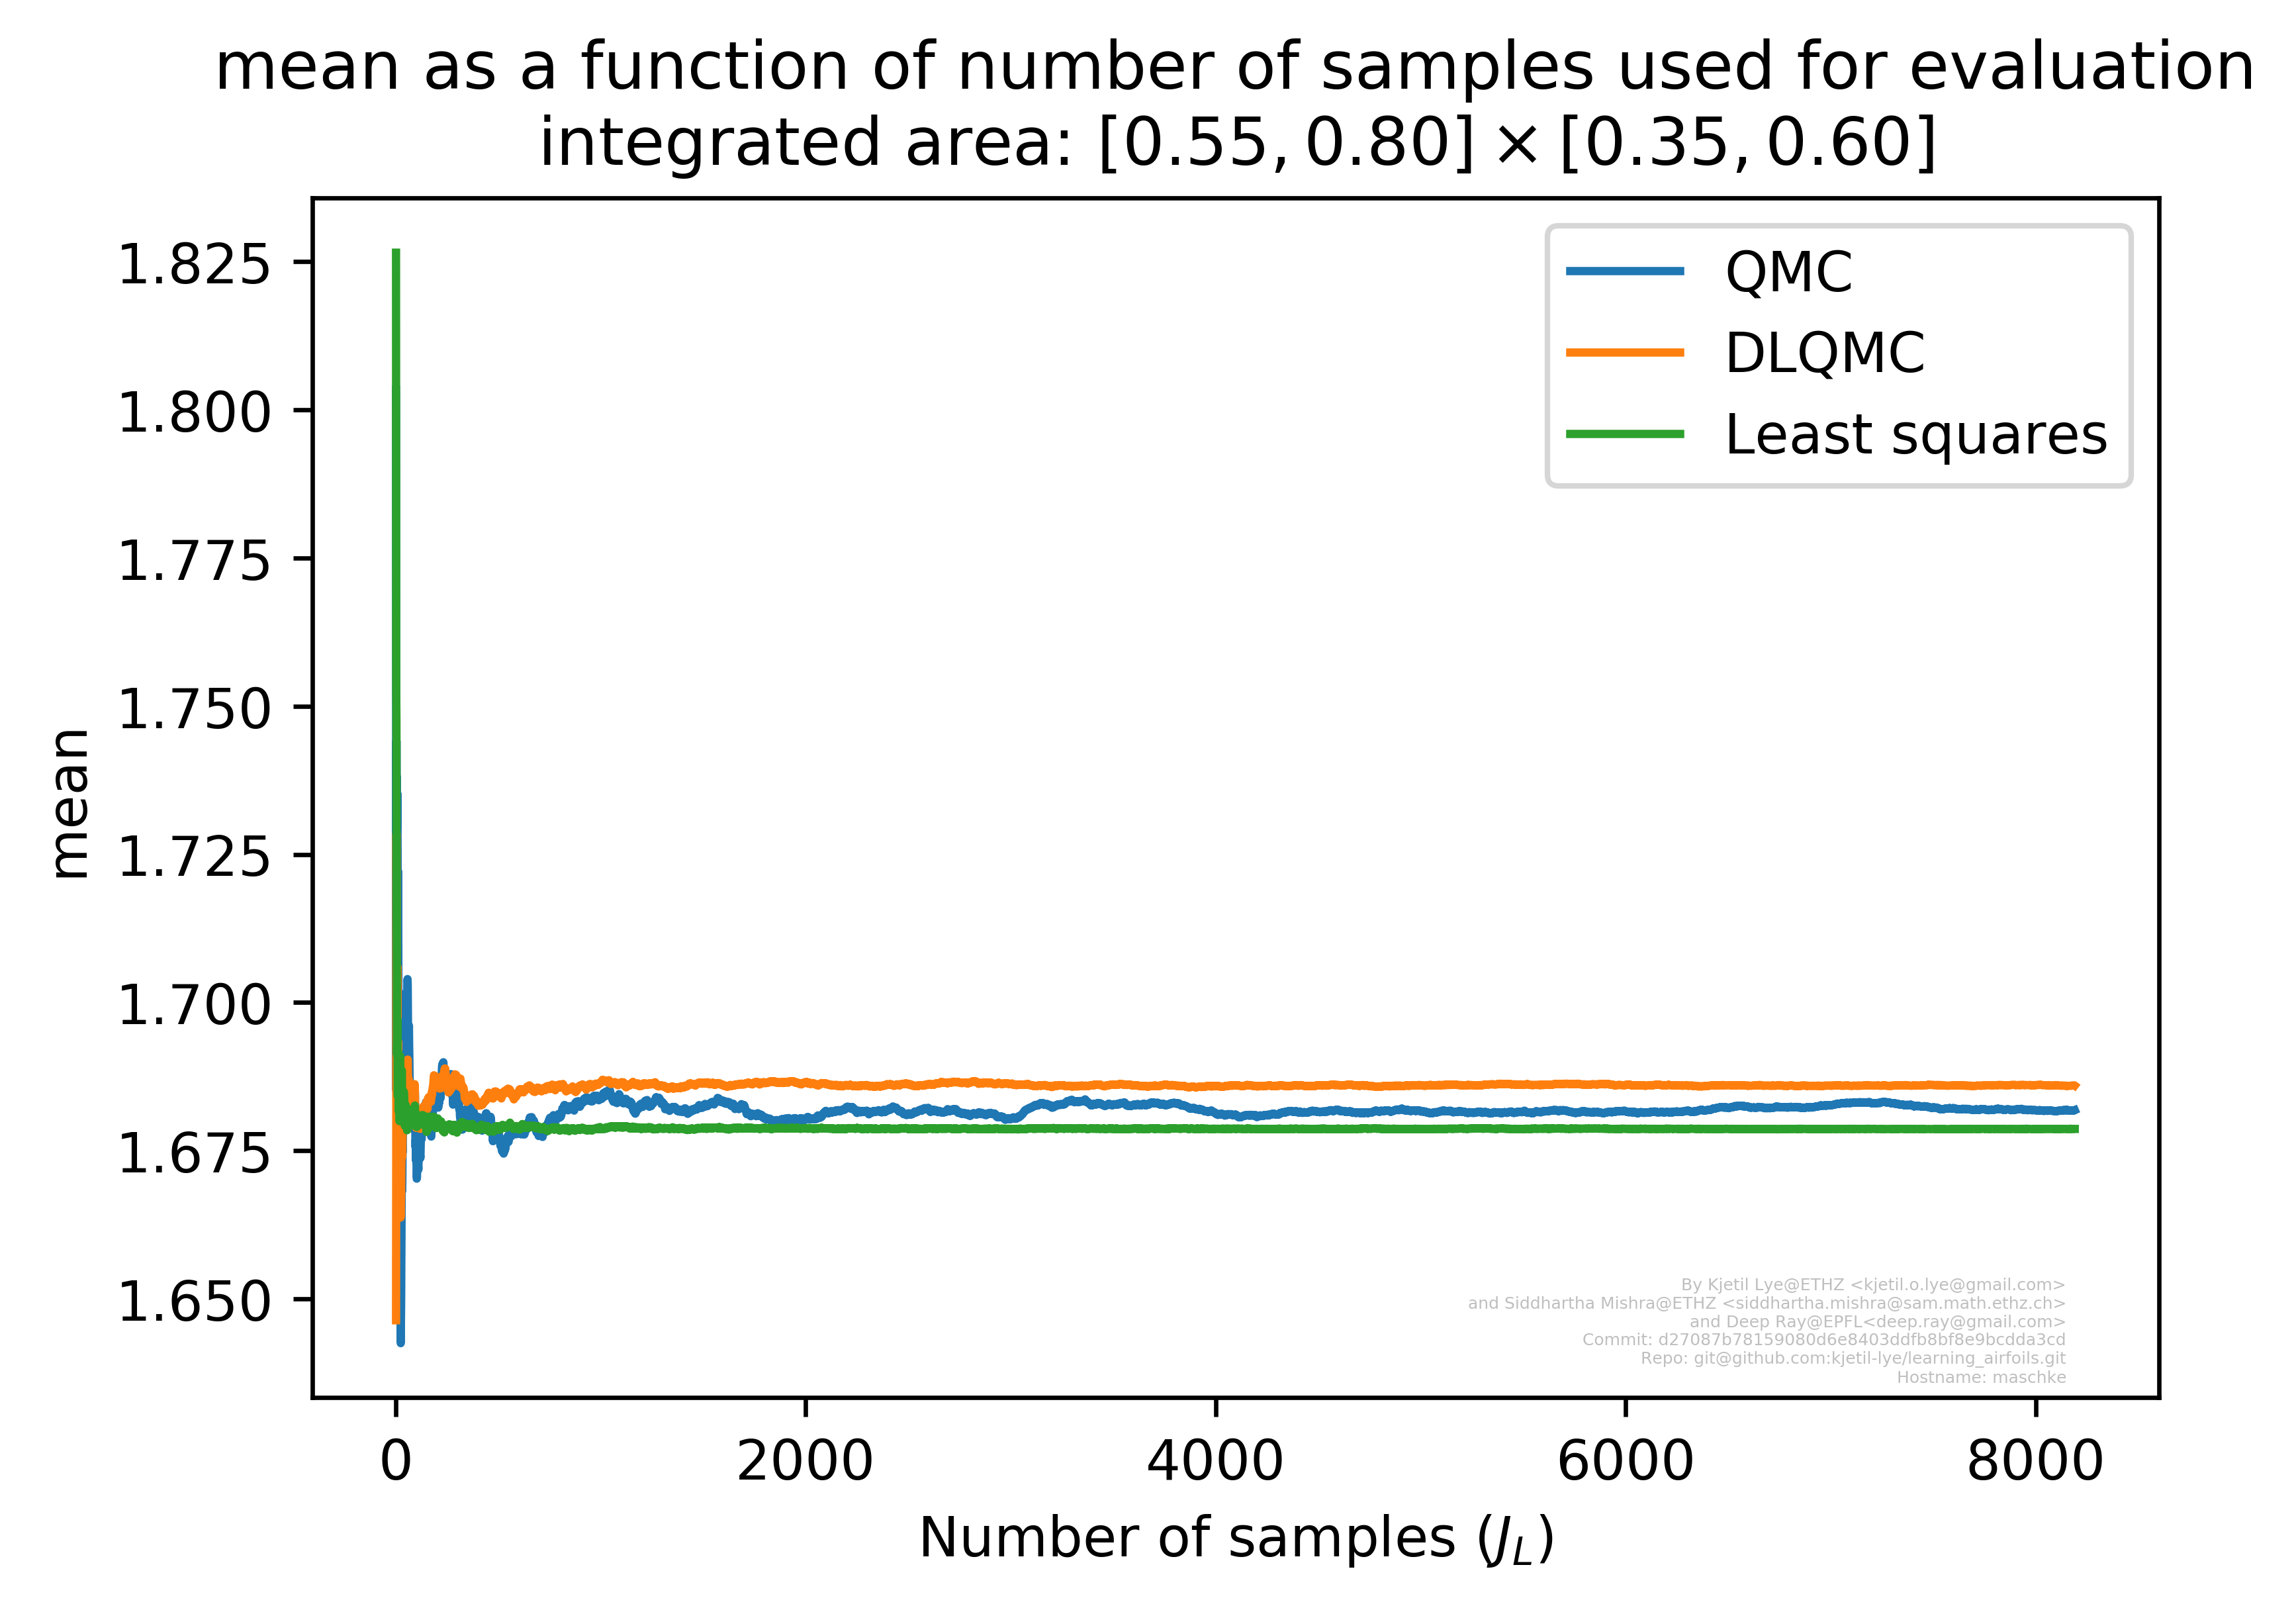 mean as a function of number of samples used for evaluation
integrated area: [0.55, 0.80] × [0.35, 0.60]
1.825
1.800
1.775
1.750
1.725
1.700
1.675
1.650
mean
QMC
DLQMC
Least squares
By Kjetil Lye@ETHZ <kjetil.o.lye@gmail.com>
and Siddhartha Mishra@ETHZ <siddhartha.mishra@sam.math.ethz.ch>
and Deep Ray@EPFL<deep.ray@gmail.com>
Commit: d27087b78159080d6e8403ddfb8bf8e9bcdda3cd
Repo: git@github.com:kjetil-lye/learning_airfoils.git
Hostname: maschke
0 2000 4000 6000 8000
Number of samples (J_L)